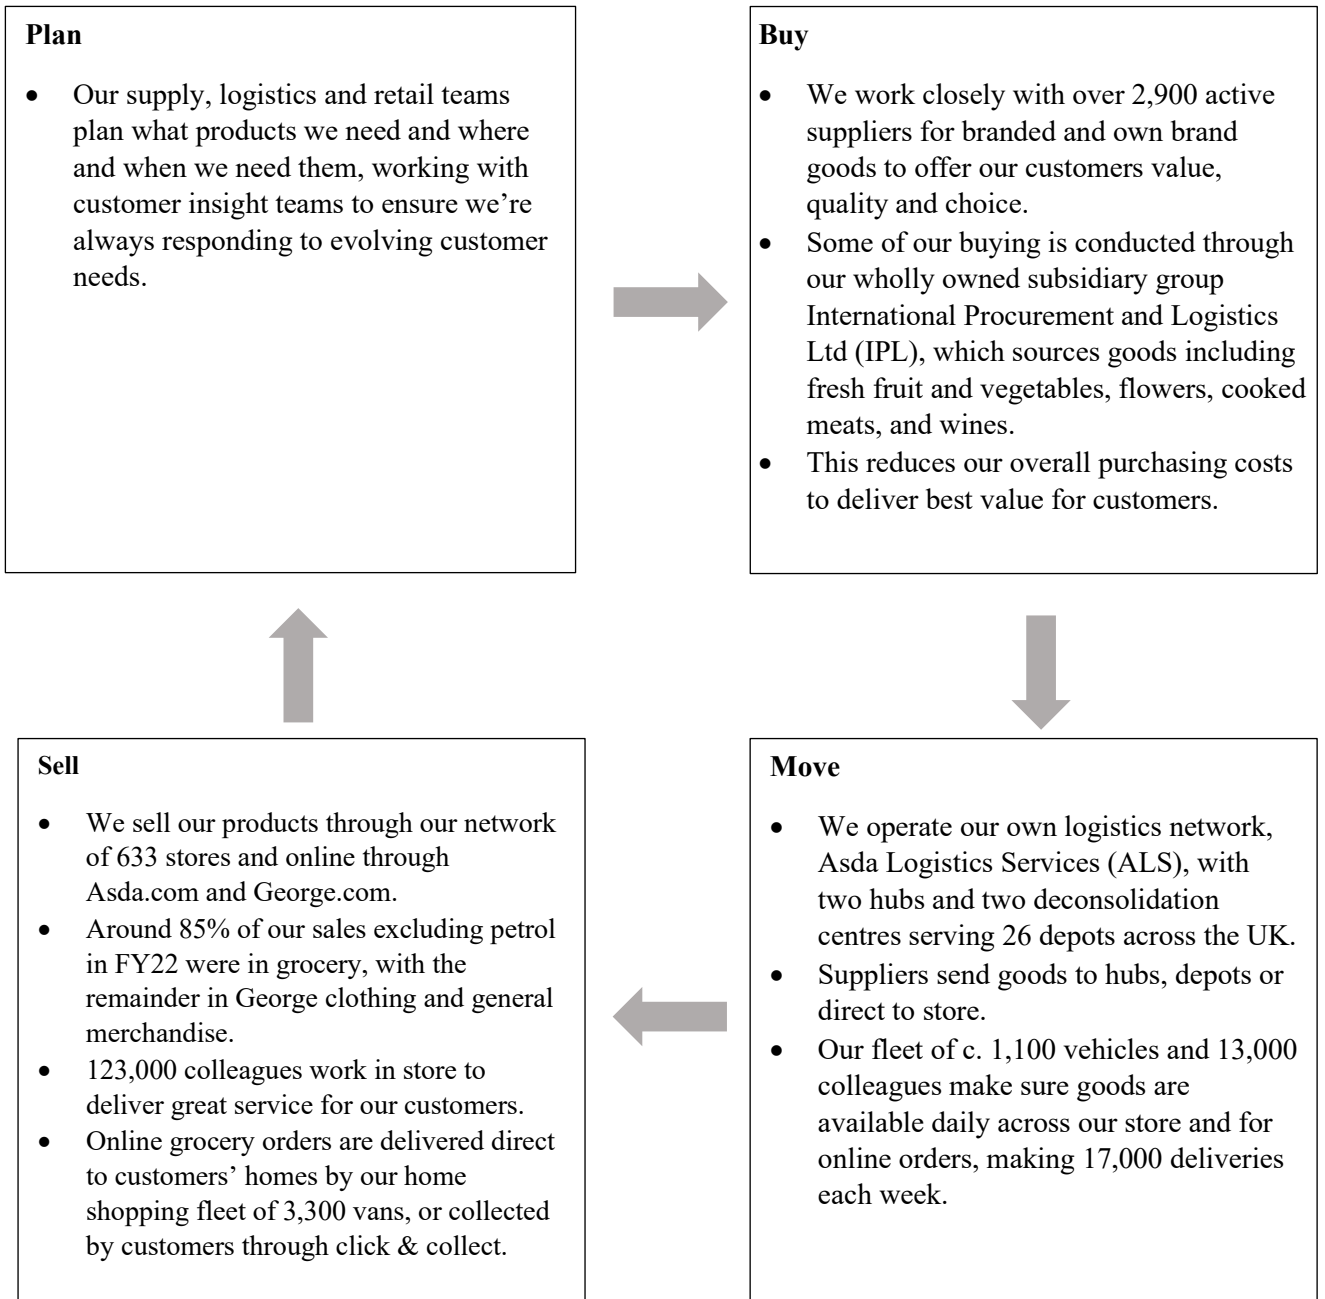 Plan
• Our supply, logistics and retail teams
plan what products we need and where
and when we need them, working with
customer insight teams to ensure we’re
always responding to evolving customer
needs.
Buy
• We work closely with over 2,900 active
suppliers for branded and own brand
goods to offer our customers value,
quality and choice.
• Some of our buying is conducted through
our wholly owned subsidiary group
International Procurement and Logistics
Ltd (IPL), which sources goods including
fresh fruit and vegetables, flowers, cooked
meats, and wines.
• This reduces our overall purchasing costs
to deliver best value for customers.
Sell
• We sell our products through our network
of 633 stores and online through
Asda.com and George.com.
• Around 85% of our sales excluding petrol
in FY22 were in grocery, with the
remainder in George clothing and general
merchandise.
• 123,000 colleagues work in store to
deliver great service for our customers.
• Online grocery orders are delivered direct
to customers’ homes by our home
shopping fleet of 3,300 vans, or collected
by customers through click & collect.
Move
• We operate our own logistics network,
Asda Logistics Services (ALS), with
two hubs and two deconsolidation
centres serving 26 depots across the UK.
• Suppliers send goods to hubs, depots or
direct to store.
• Our fleet of c. 1,100 vehicles and 13,000
colleagues make sure goods are
available daily across our store and for
online orders, making 17,000 deliveries
each week.